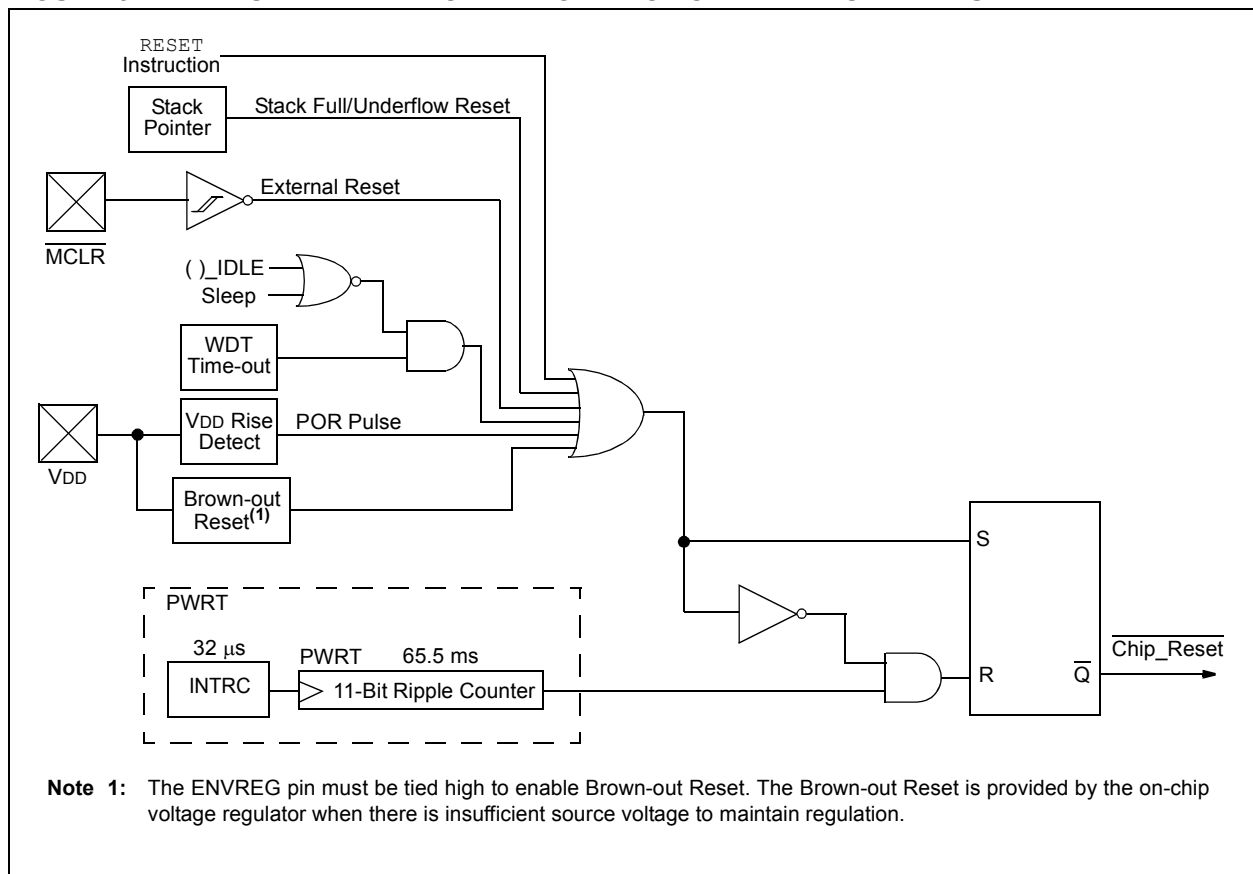 RESET
Instruction
Stack
Pointer
Stack Full/Underflow Reset
External Reset
MCLR
( )_IDLE
Sleep
WDT
Time-out
VDD Rise
Detect
POR Pulse
VDD
Brown-out
Reset(1)
S
PWRT
32 μs
PWRT
65.5 ms
INTRC
11-Bit Ripple Counter
R
Q
Chip_Reset
Note 1: The ENVREG pin must be tied high to enable Brown-out Reset. The Brown-out Reset is provided by the on-chip
voltage regulator when there is insufficient source voltage to maintain regulation.